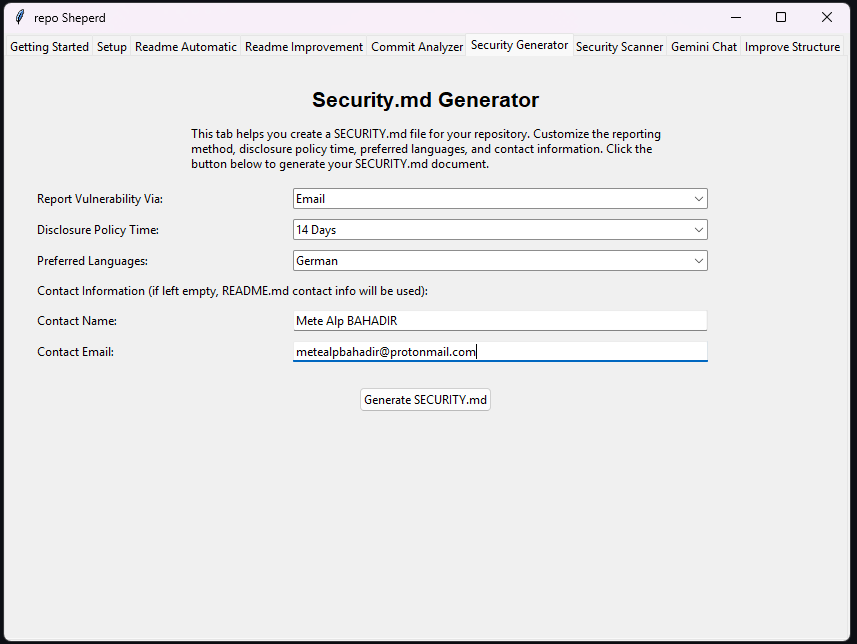 repo Sheperd
Getting Started Setup Readme Automatic Readme Improvement Commit Analyzer Security Generator Security Scanner Gemini Chat Improve Structure
Security.md Generator
This tab helps you create a SECURITY.md file for your repository. Customize the reporting
method, disclosure policy time, preferred languages, and contact information. Click the
button below to generate your SECURITY.md document.
Report Vulnerability Via: Email
Disclosure Policy Time: 14 Days
Preferred Languages: German
Contact Information (if left empty, README.md contact info will be used):
Contact Name: Mete Alp BAHADIR
Contact Email: metealpbahadir@protonmail.com
Generate SECURITY.md